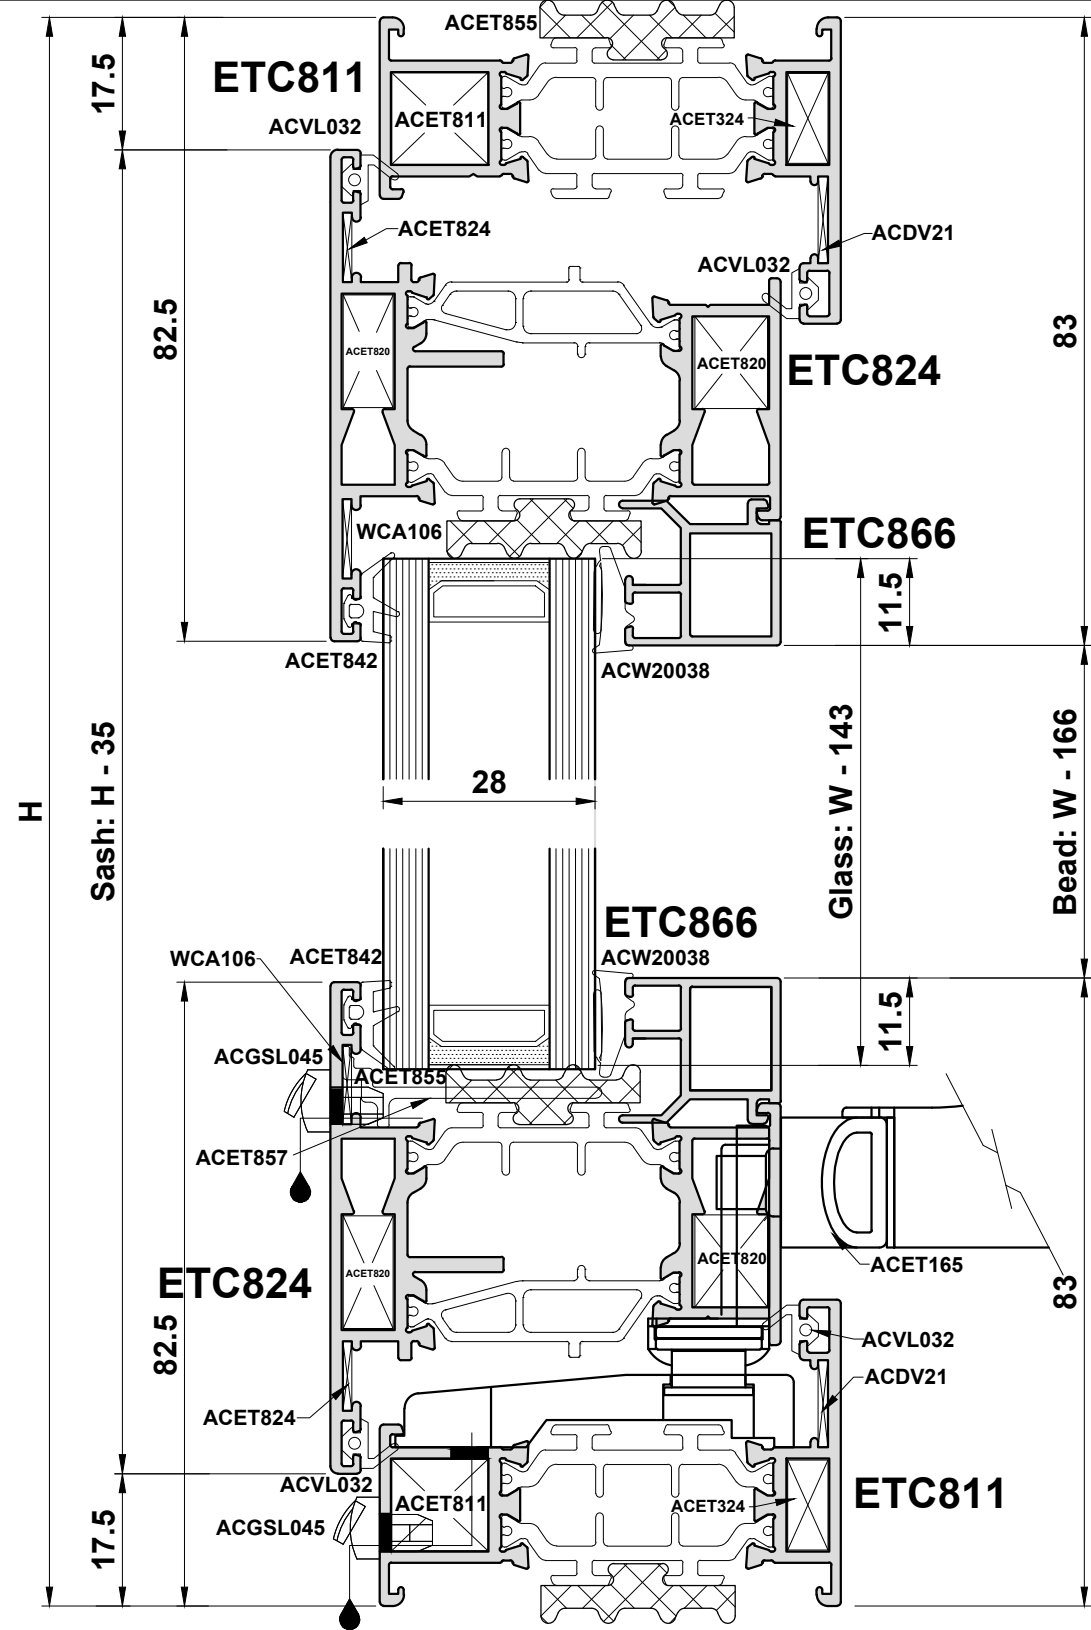 ACET855
17.5
ETC811
ACET811
ACET324
ACVL032
ACET824
ACDV21
ACVL032
82.5
83
ACET820
ACET820
ETC824
WCA106
ETC866
11.5
ACET842
ACW20038
Glass: W - 143
Bead: W - 166
Sash: H - 35
H
28
ETC866
WCA106
ACET842
ACW20038
11.5
ACGSL045
ACET855
ACET857
ACET820
ACET820
ACET165
ETC824
83
82.5
ACVL032
ACDV21
ACET824
ACVL032
ACET811
ACET324
ETC811
ACGSL045
17.5